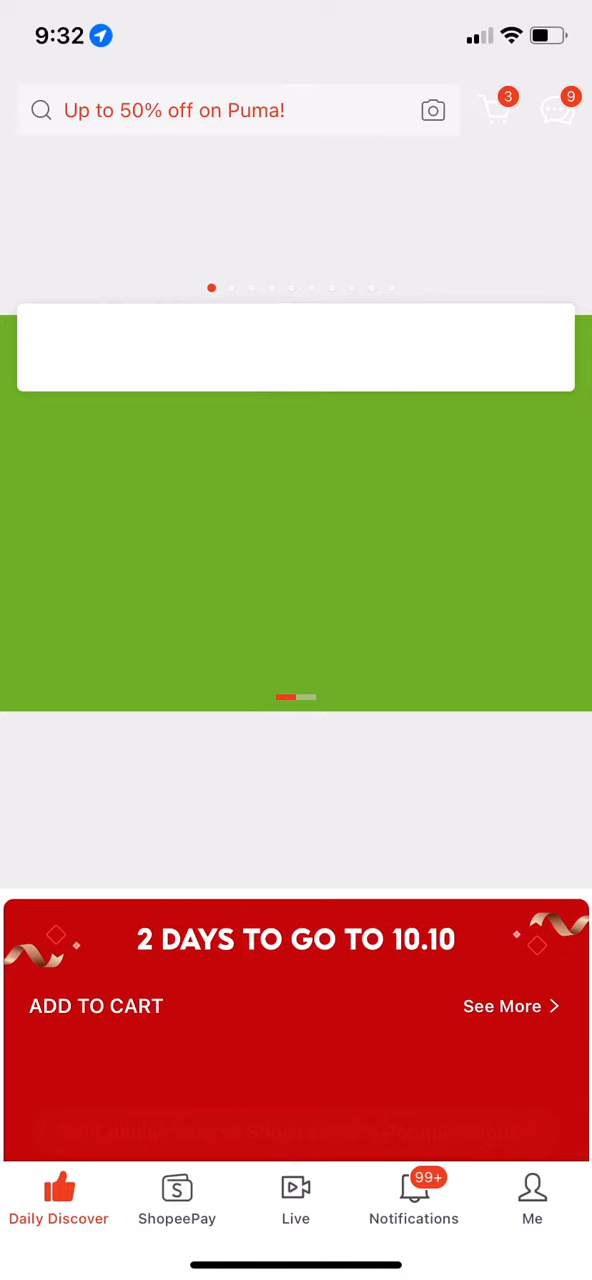 9:32
Up to 50% off on Puma!
3
9
2 DAYS TO GO TO 10.10
ADD TO CART
See More
99+
Daily Discover
ShopeePay
Live
Notifications
Me